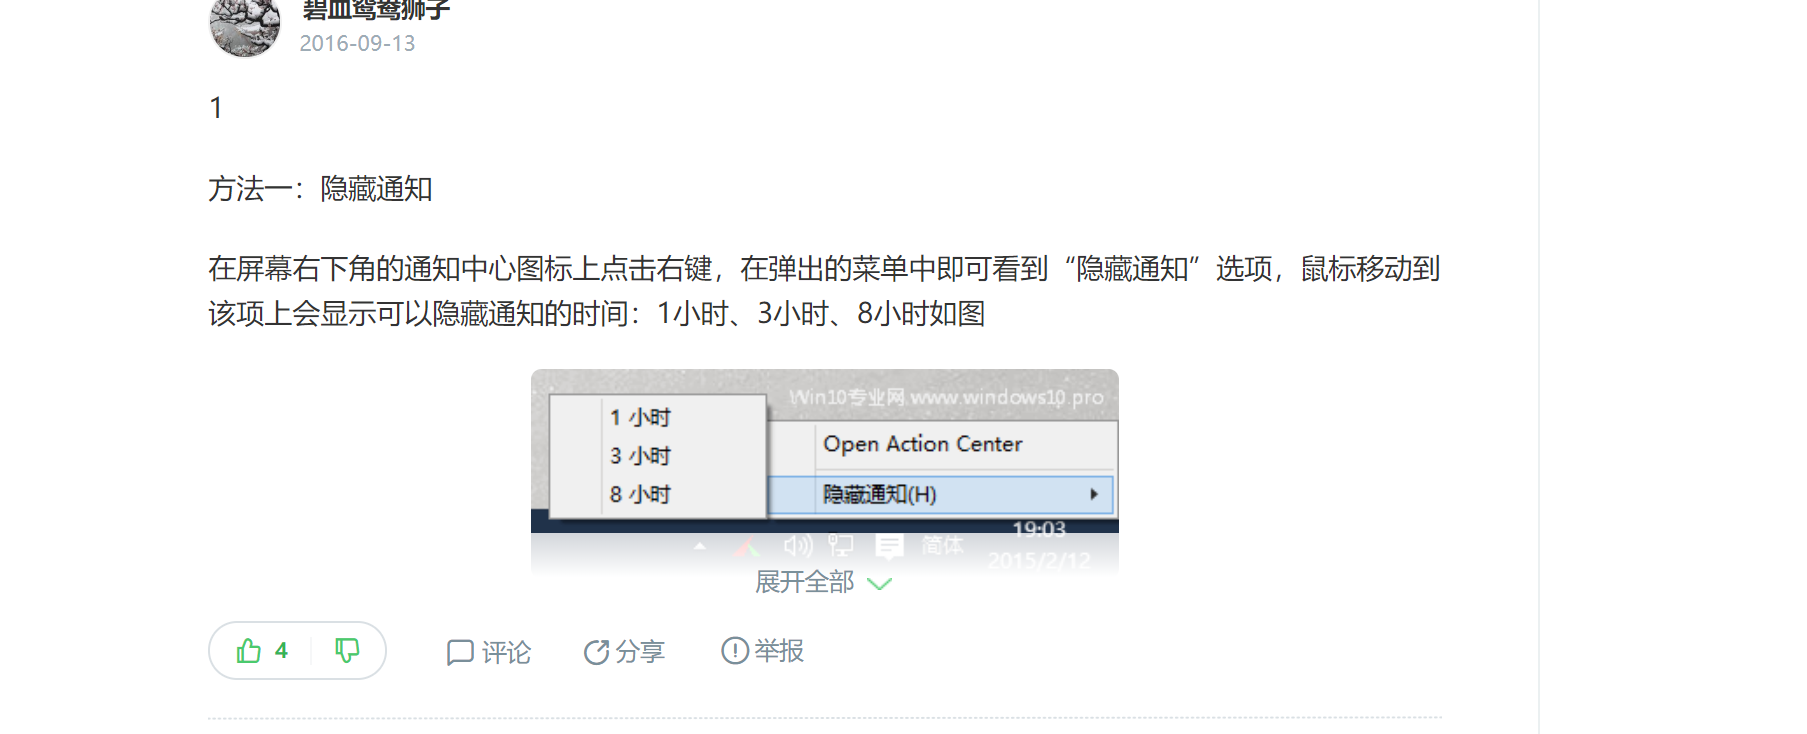 碧血鸳鸯狮子
2016-09-13
1
方法一：隐藏通知
在屏幕右下角的通知中心图标上点击右键，在弹出的菜单中即可看到“隐藏通知”选项，鼠标移动到
该项上会显示可以隐藏通知的时间：1小时、3小时、8小时如图
Win10专业网.www.windows10.pro
1 小时
3 小时
8 小时
Open Action Center
隐藏通知(H)
19:03
简体
2015/2/12
展开全部
4
评论
分享
举报